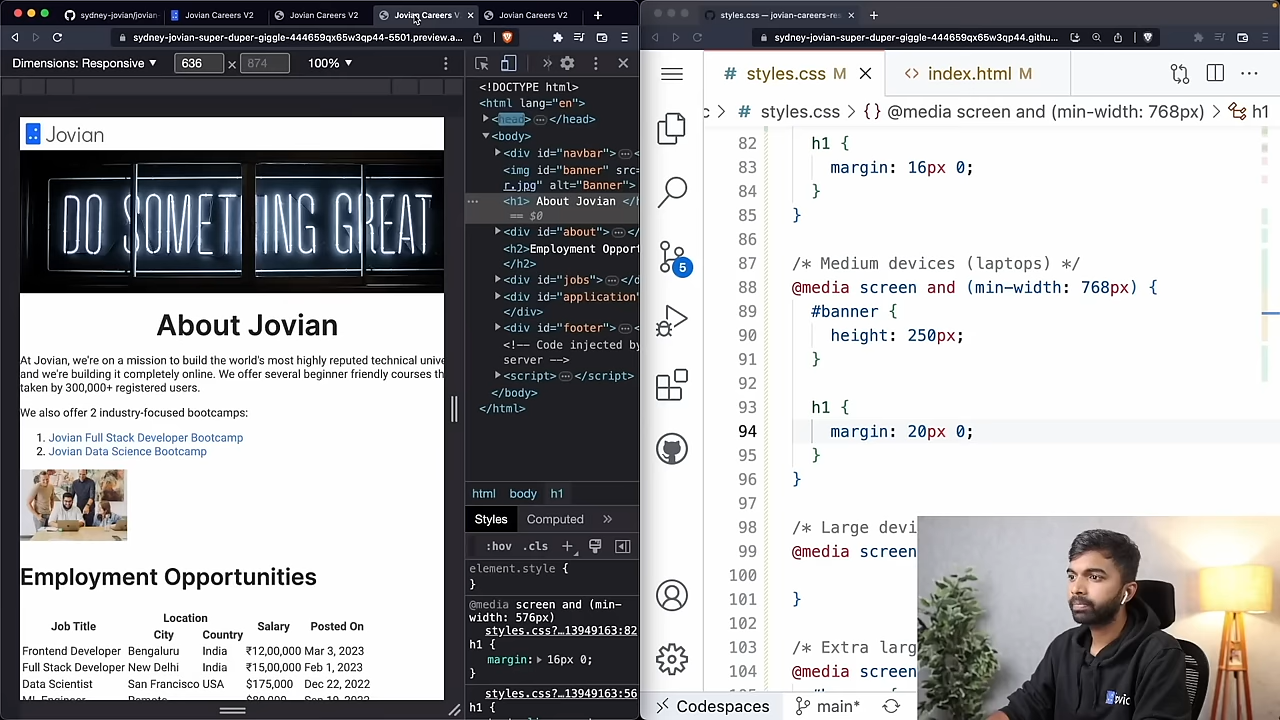 sydney-jovian/jovian
Jovian Careers V2
Jovian Careers V2
Jovian Careers V
Jovian Careers V2
styles.css — jovian-careers-re
sydney-jovian-super-duper-giggle-444659qx65w3qp44-5501.preview.a...
sydney-jovian-super-duper-giggle-444659qx65w3qp44.githu...
Dimensions: Responsive
636
×
874
100%
Jovian
DO SOMETHING GREAT
About Jovian
At Jovian, we're on a mission to build the world's most highly reputed technical unive
and we're building it completely online. We offer several beginner friendly courses th
taken by 300,000+ registered users.
We also offer 2 industry-focused bootcamps:
1. Jovian Full Stack Developer Bootcamp
2. Jovian Data Science Bootcamp
Employment Opportunities
Job Title
Location
Salary
Posted On
City
Country
Frontend Developer Bengaluru India ₹12,00,000 Mar 3, 2023
Full Stack Developer New Delhi India ₹15,00,000 Feb 1, 2023
Data Scientist San Francisco USA $175,000 Dec 22, 2022
<!DOCTYPE html>
<html lang="en">
<head> </head>
<body>
<div id="navbar">
<img id="banner" src=
r.jpg" alt="Banner">
<h1> About Jovian </h
== $0
<div id="about">
<h2>Employment Opport
</h2>
<div id="jobs">
<div id="application"
</div>
<div id="footer">
<!-- Code injected by
server -->
<script> </script>
</body>
</html>
html body h1
Styles
Computed
:hov .cls
element.style {
}
@media screen and (min-
width: 576px)
styles.css?…13949163:82
h1 {
margin: 16px 0;
}
styles.css?…13949163:56
h1 {
# styles.css M
<> index.html M
c > # styles.css > {} @media screen and (min-width: 768px) > h1
82 h1 {
83 margin: 16px 0;
84 }
85 }
86
87 /* Medium devices (laptops) */
88 @media screen and (min-width: 768px) {
89 #banner {
90 height: 250px;
91 }
92
93 h1 {
94 margin: 20px 0;
95 }
96 }
97
98 /* Large devi
99 @media screen
100
101 }
102
103 /* Extra larg
104 @media screen
5
Codespaces
main*